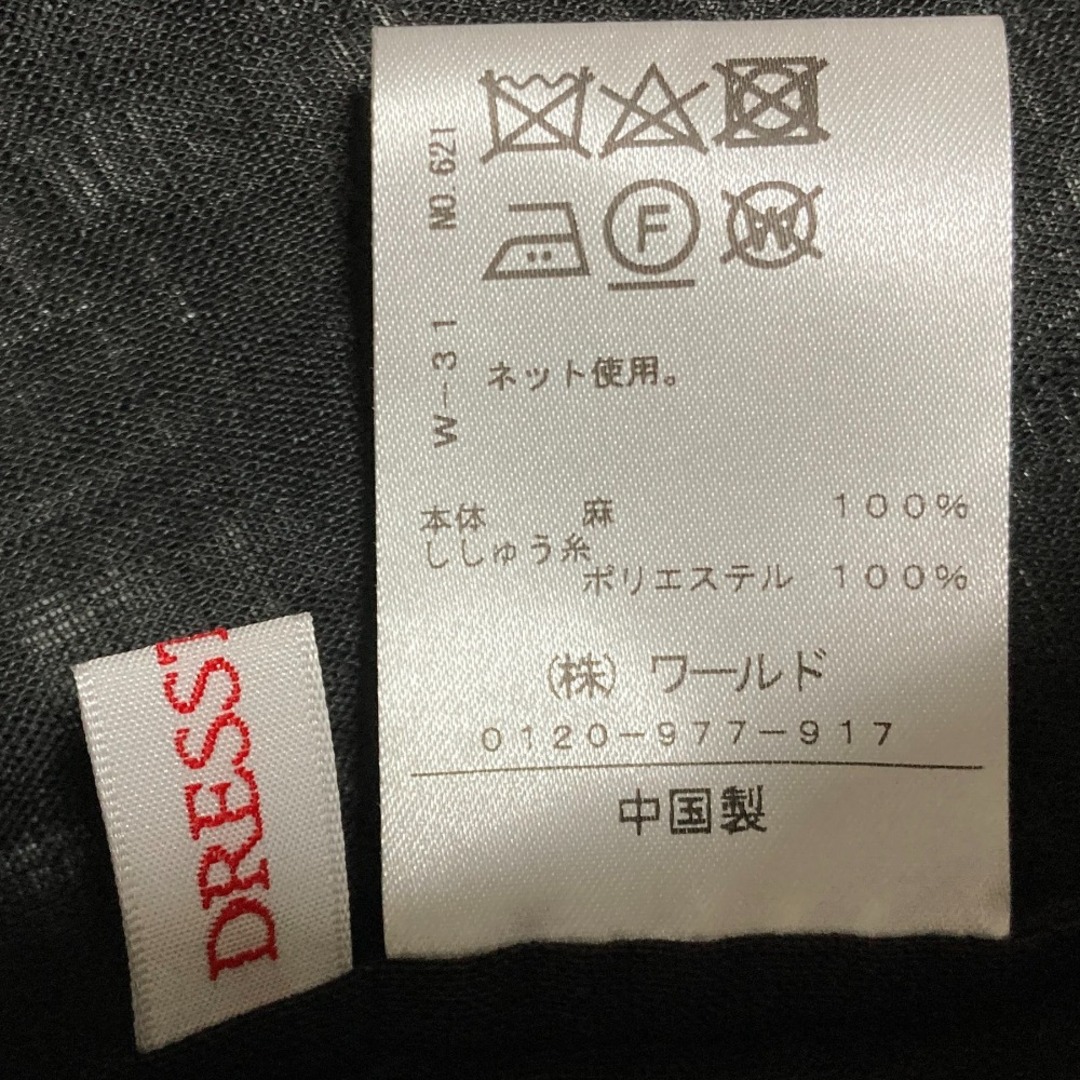 NO.621
F
W
W-31
ネット使用。
本体 麻 100%
ししゅう糸
ポリエステル 100%
(株) ワールド
0120-977-917
中国製
DRESST